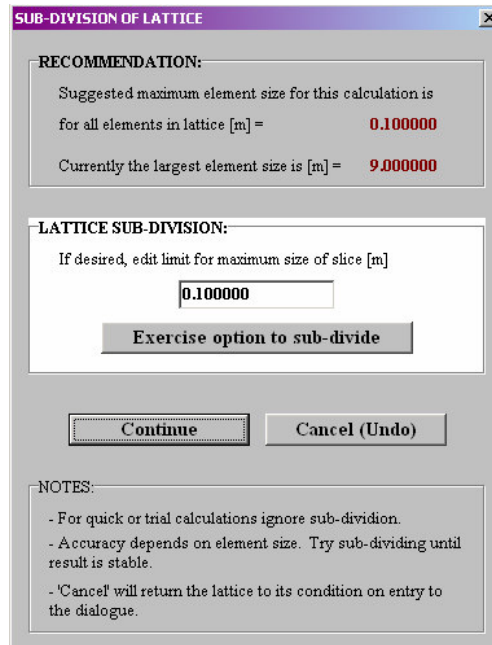 SUB-DIVISION OF LATTICE
RECOMMENDATION:
Suggested maximum element size for this calculation is
for all elements in lattice [m] = 0.100000
Currently the largest element size is [m] = 9.000000
LATTICE SUB-DIVISION:
If desired, edit limit for maximum size of slice [m]
0.100000
Exercise option to sub-divide
Continue Cancel (Undo)
NOTES:
- For quick or trial calculations ignore sub-dividion.
- Accuracy depends on element size. Try sub-dividing until
result is stable.
- 'Cancel' will return the lattice to its condition on entry to
the dialogue.